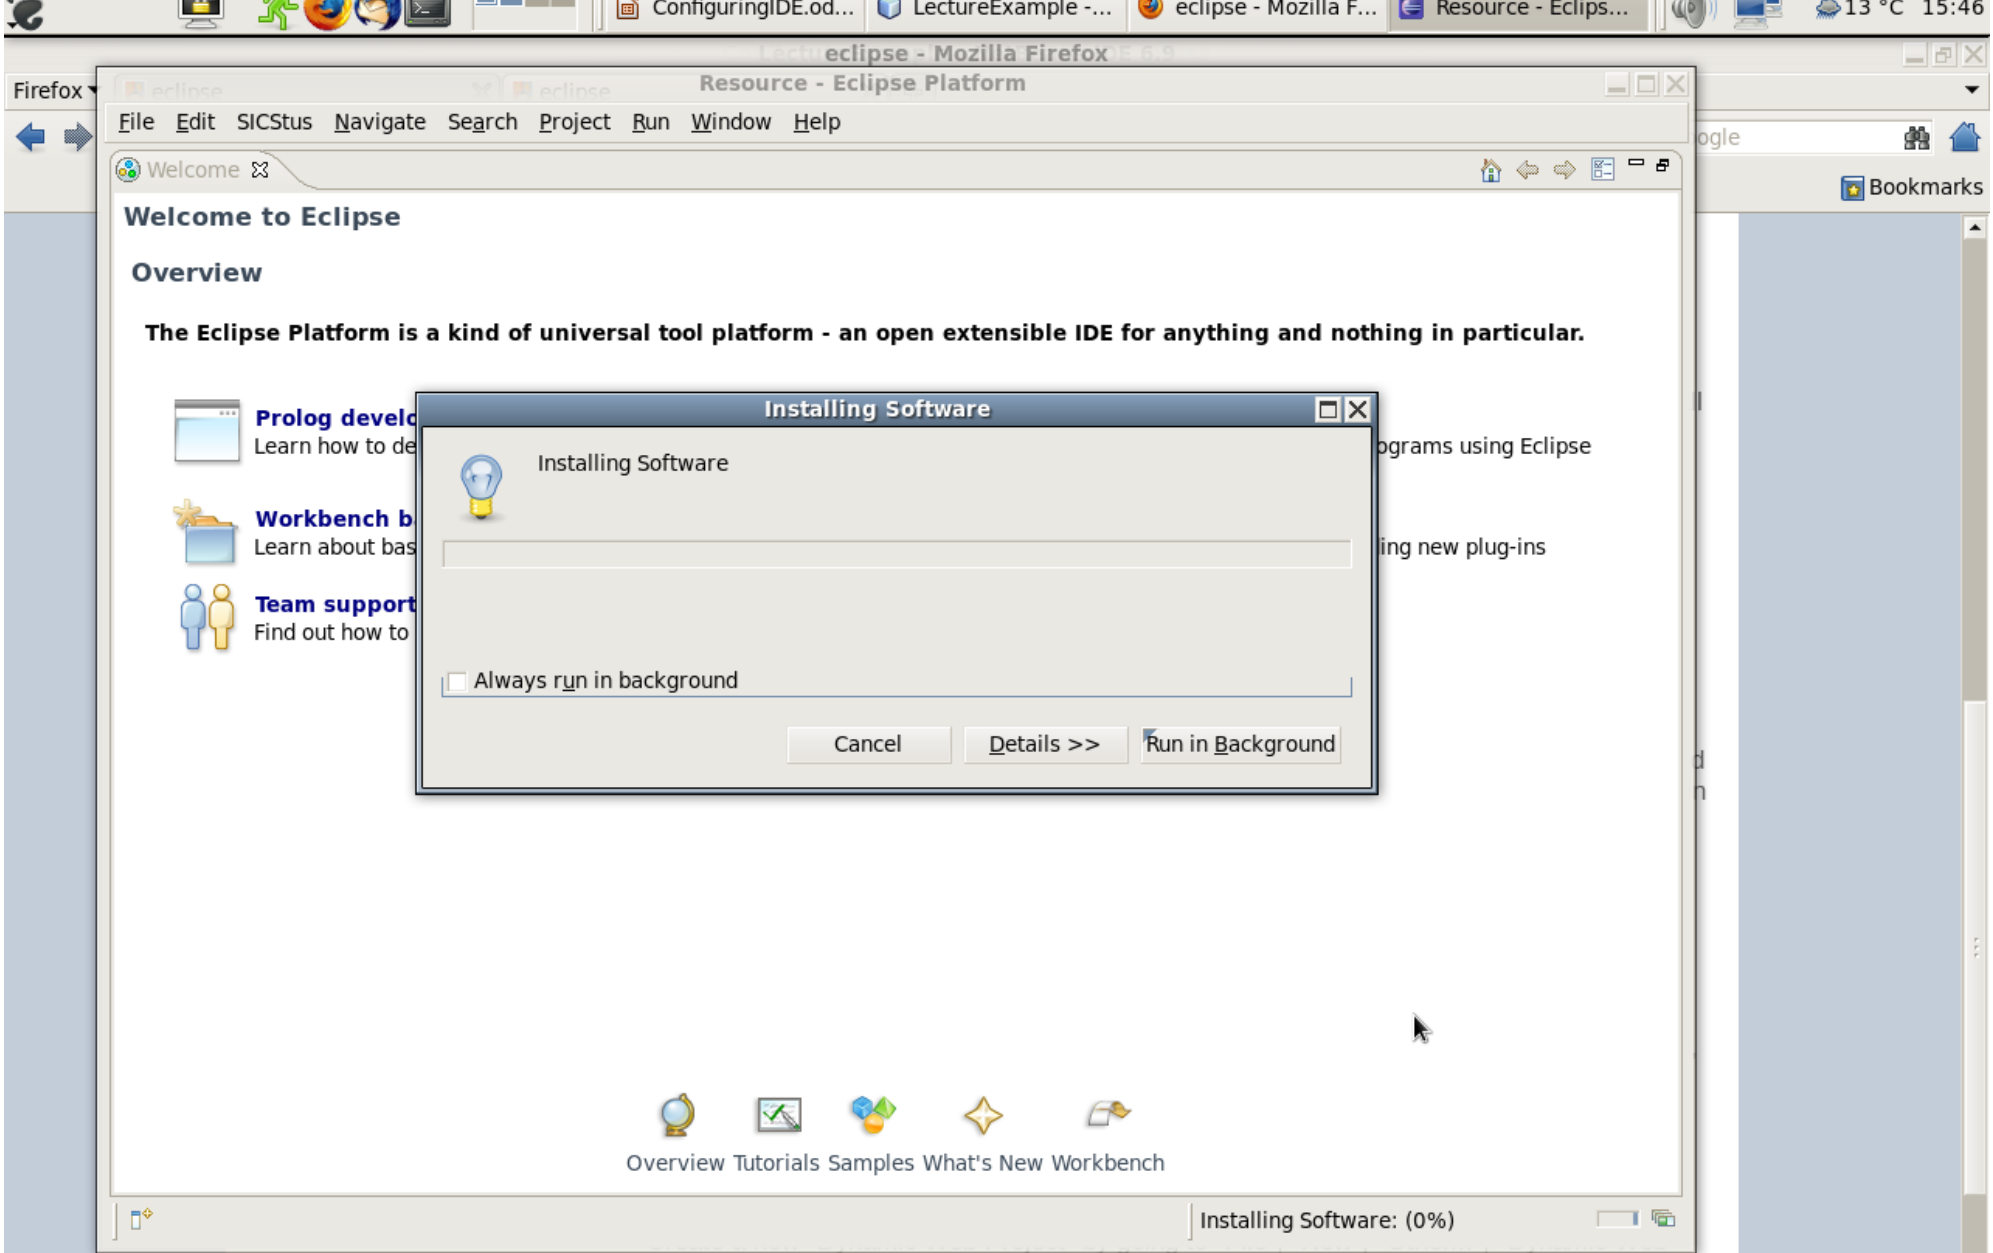 ConfiguringIDE.od... LectureExample -... eclipse - Mozilla F... Resource - Eclips... 13 °C 15:46
eclipse - Mozilla Firefox
Firefox eclipse eclipse Resource - Eclipse Platform
File Edit SICStus Navigate Search Project Run Window Help
ogle
Welcome
Bookmarks
Welcome to Eclipse
Overview
The Eclipse Platform is a kind of universal tool platform - an open extensible IDE for anything and nothing in particular.
Installing Software
Prolog develo
Learn how to de
ograms using Eclipse
Installing Software
Workbench b
Learn about bas
ing new plug-ins
Team support
Find out how to
Always run in background
Cancel Details >> Run in Background
d
n
Overview Tutorials Samples What's New Workbench
Installing Software: (0%)